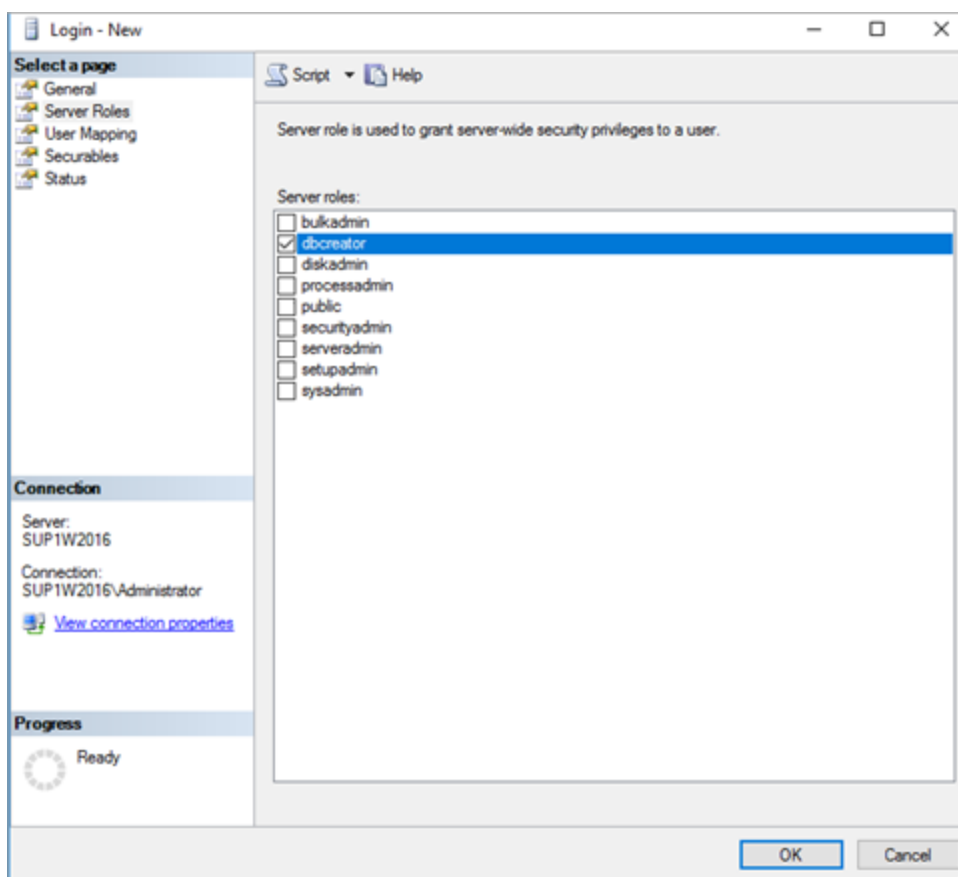 Login - New
Select a page
General
Server Roles
User Mapping
Securables
Status
Script Help
Server role is used to grant server-wide security privileges to a user.
Server roles:
bulkadmin
dbcreator
diskadmin
processadmin
public
securityadmin
serveradmin
setupadmin
sysadmin
Connection
Server:
SUP1W2016
Connection:
SUP1W2016\Administrator
View connection properties
Progress
Ready
OK Cancel